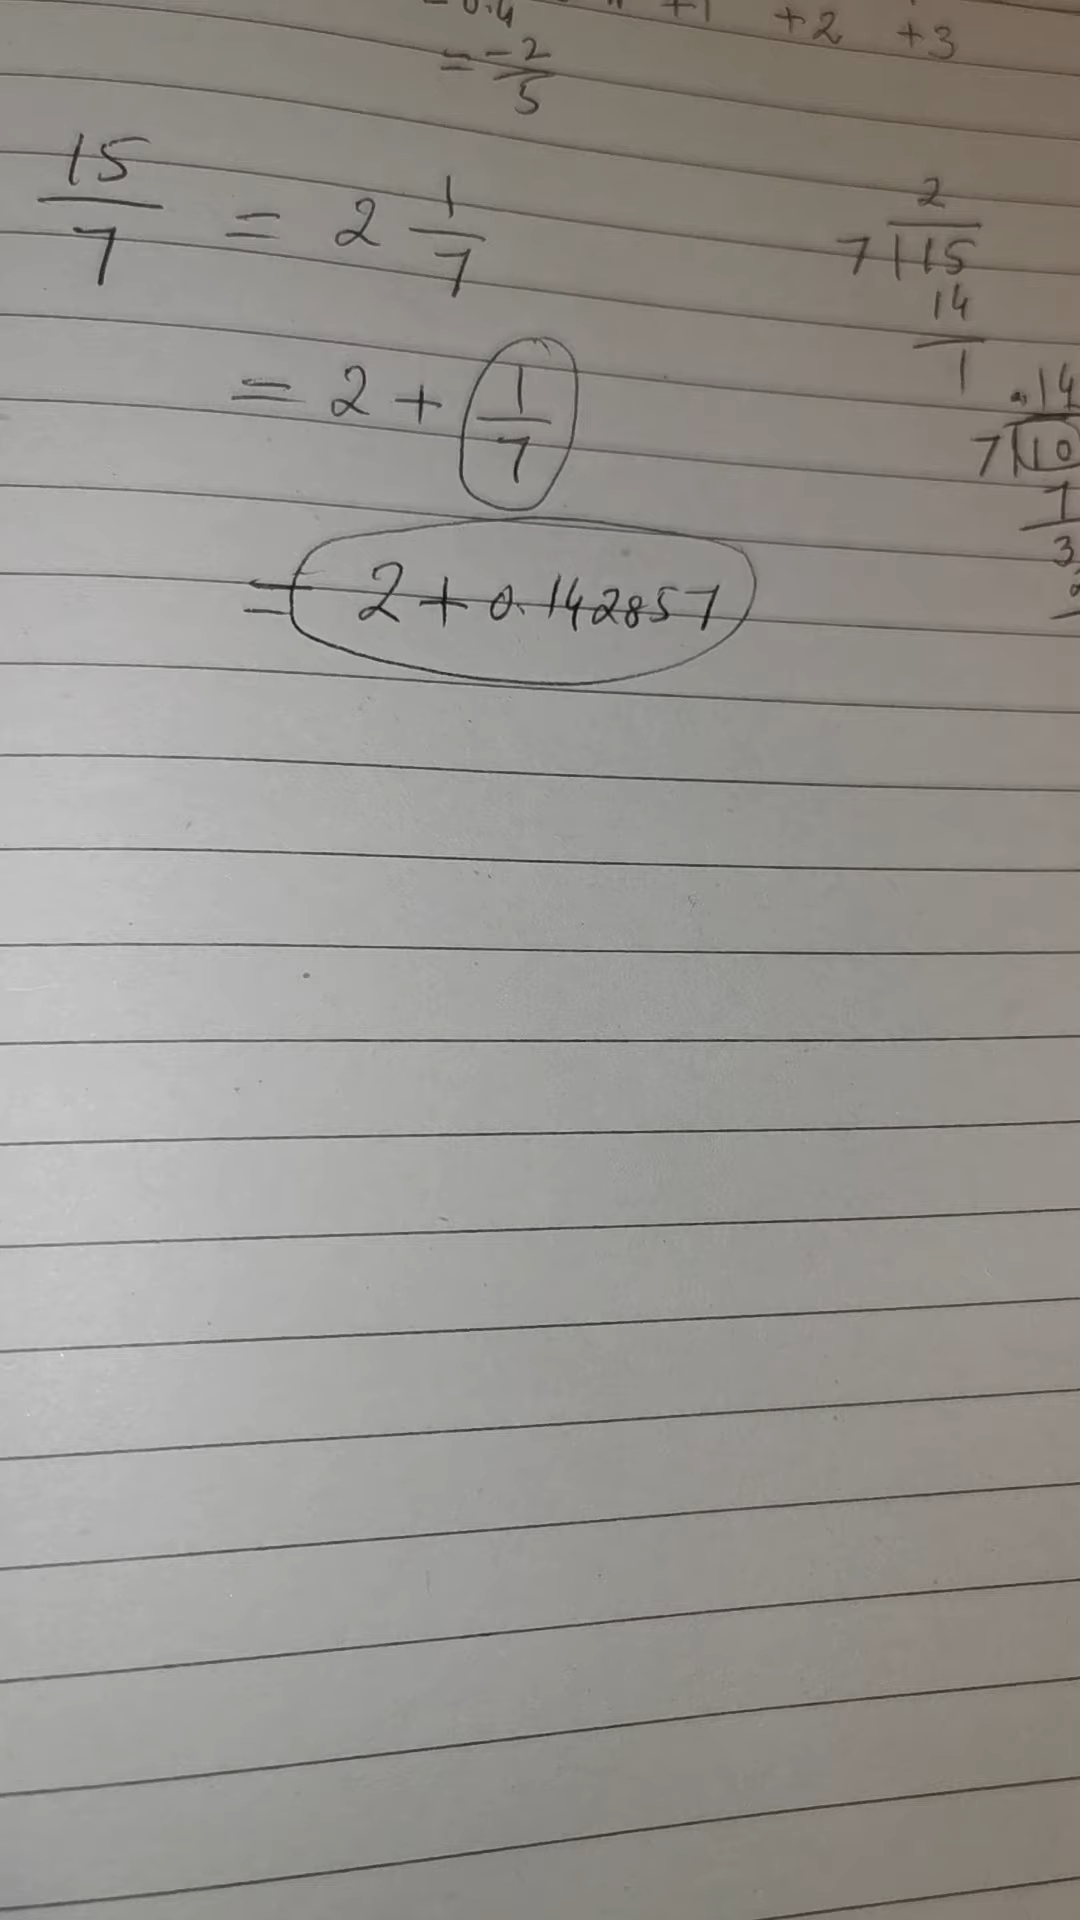 +1 +2 +3
= -2/5
15/7 = 2 1/7
= 2 + 1/7
= 2 + 0.142857
2
7 15
14
1
.14
7 10
7
3